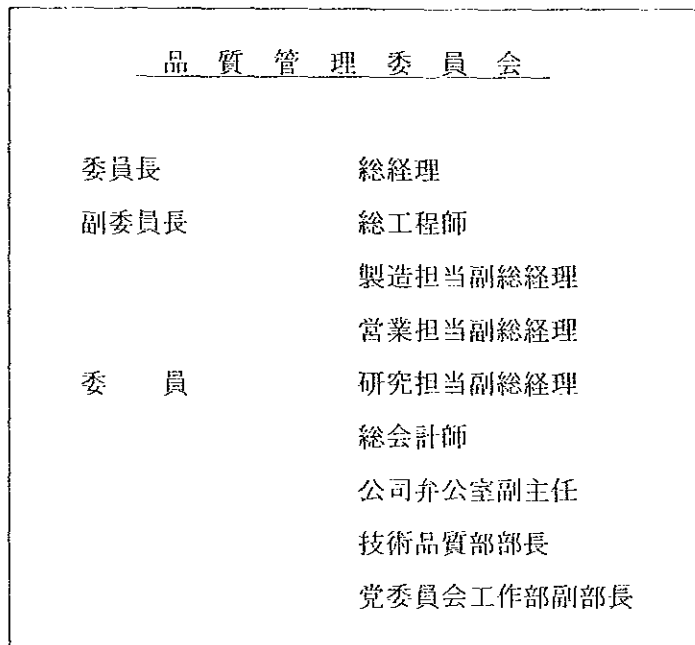 品 質 管 理 委 員 会
委員長 総経理
副委員長 総工程師
製造担当副総経理
営業担当副総経理
委 員 研究担当副総経理
総会計師
公司弁公室副主任
技術品質部部長
党委員会工作部副部長